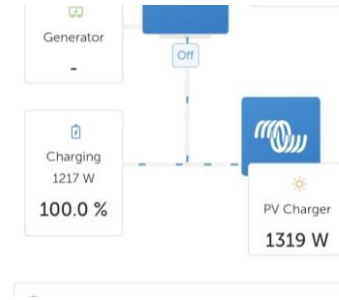 Generator
-
Off
Charging
1217 W
100.0 %
PV Charger
1319 W